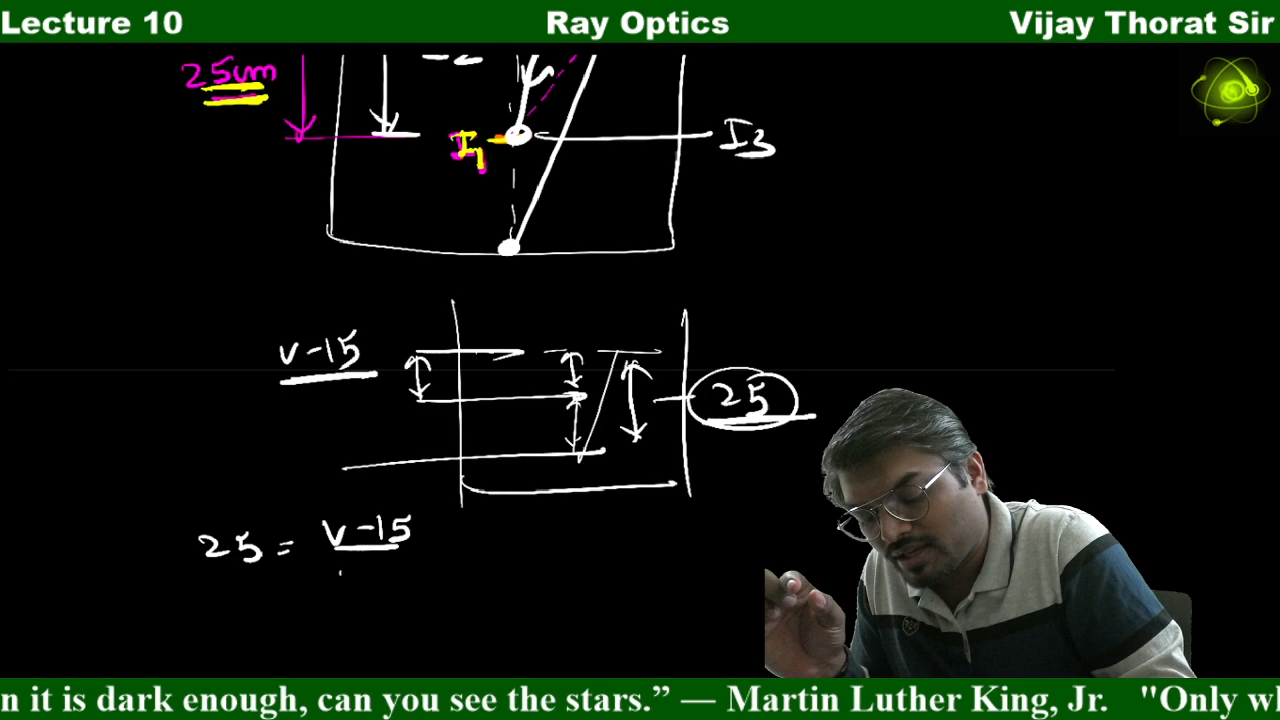 Lecture 10 Ray Optics Vijay Thorat Sir
25cm
I1
I3
v-15
25
25 = v-15
n it is dark enough, can you see the stars.” — Martin Luther King, Jr. "Only wh